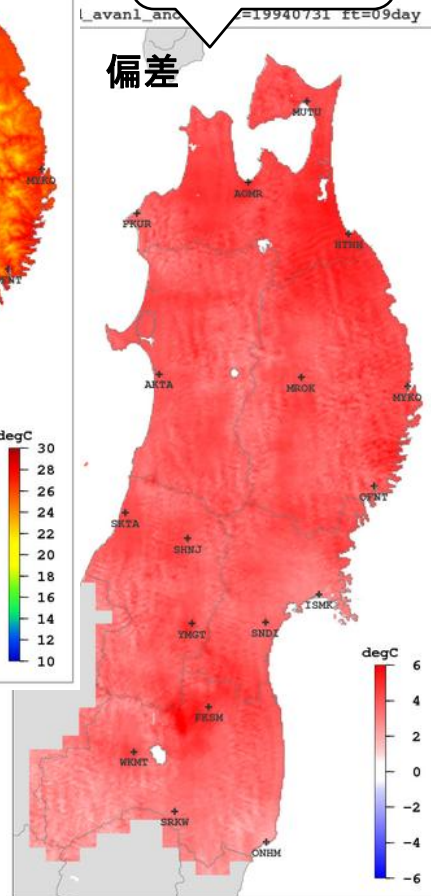 l_avanl_ano
z=19940731 ft=09day
偏差
MUTU
MYKO
AOMR
FKUR
HTNH
AKTA
MROK
MYKO
degC
30
28
26
24
22
20
18
16
14
12
10
OFNT
SKTA
SHNJ
ISMK
YMGT
SNDI
degC
6
4
2
0
-2
-4
-6
FKSM
WKMT
SRKW
ONHM